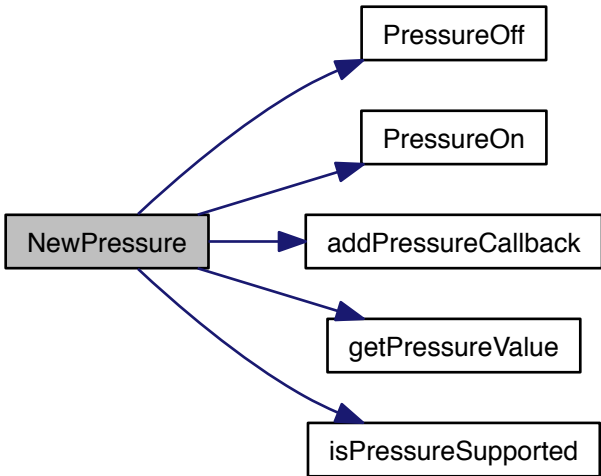 PressureOff
PressureOn
NewPressure
addPressureCallback
getPressureValue
isPressureSupported